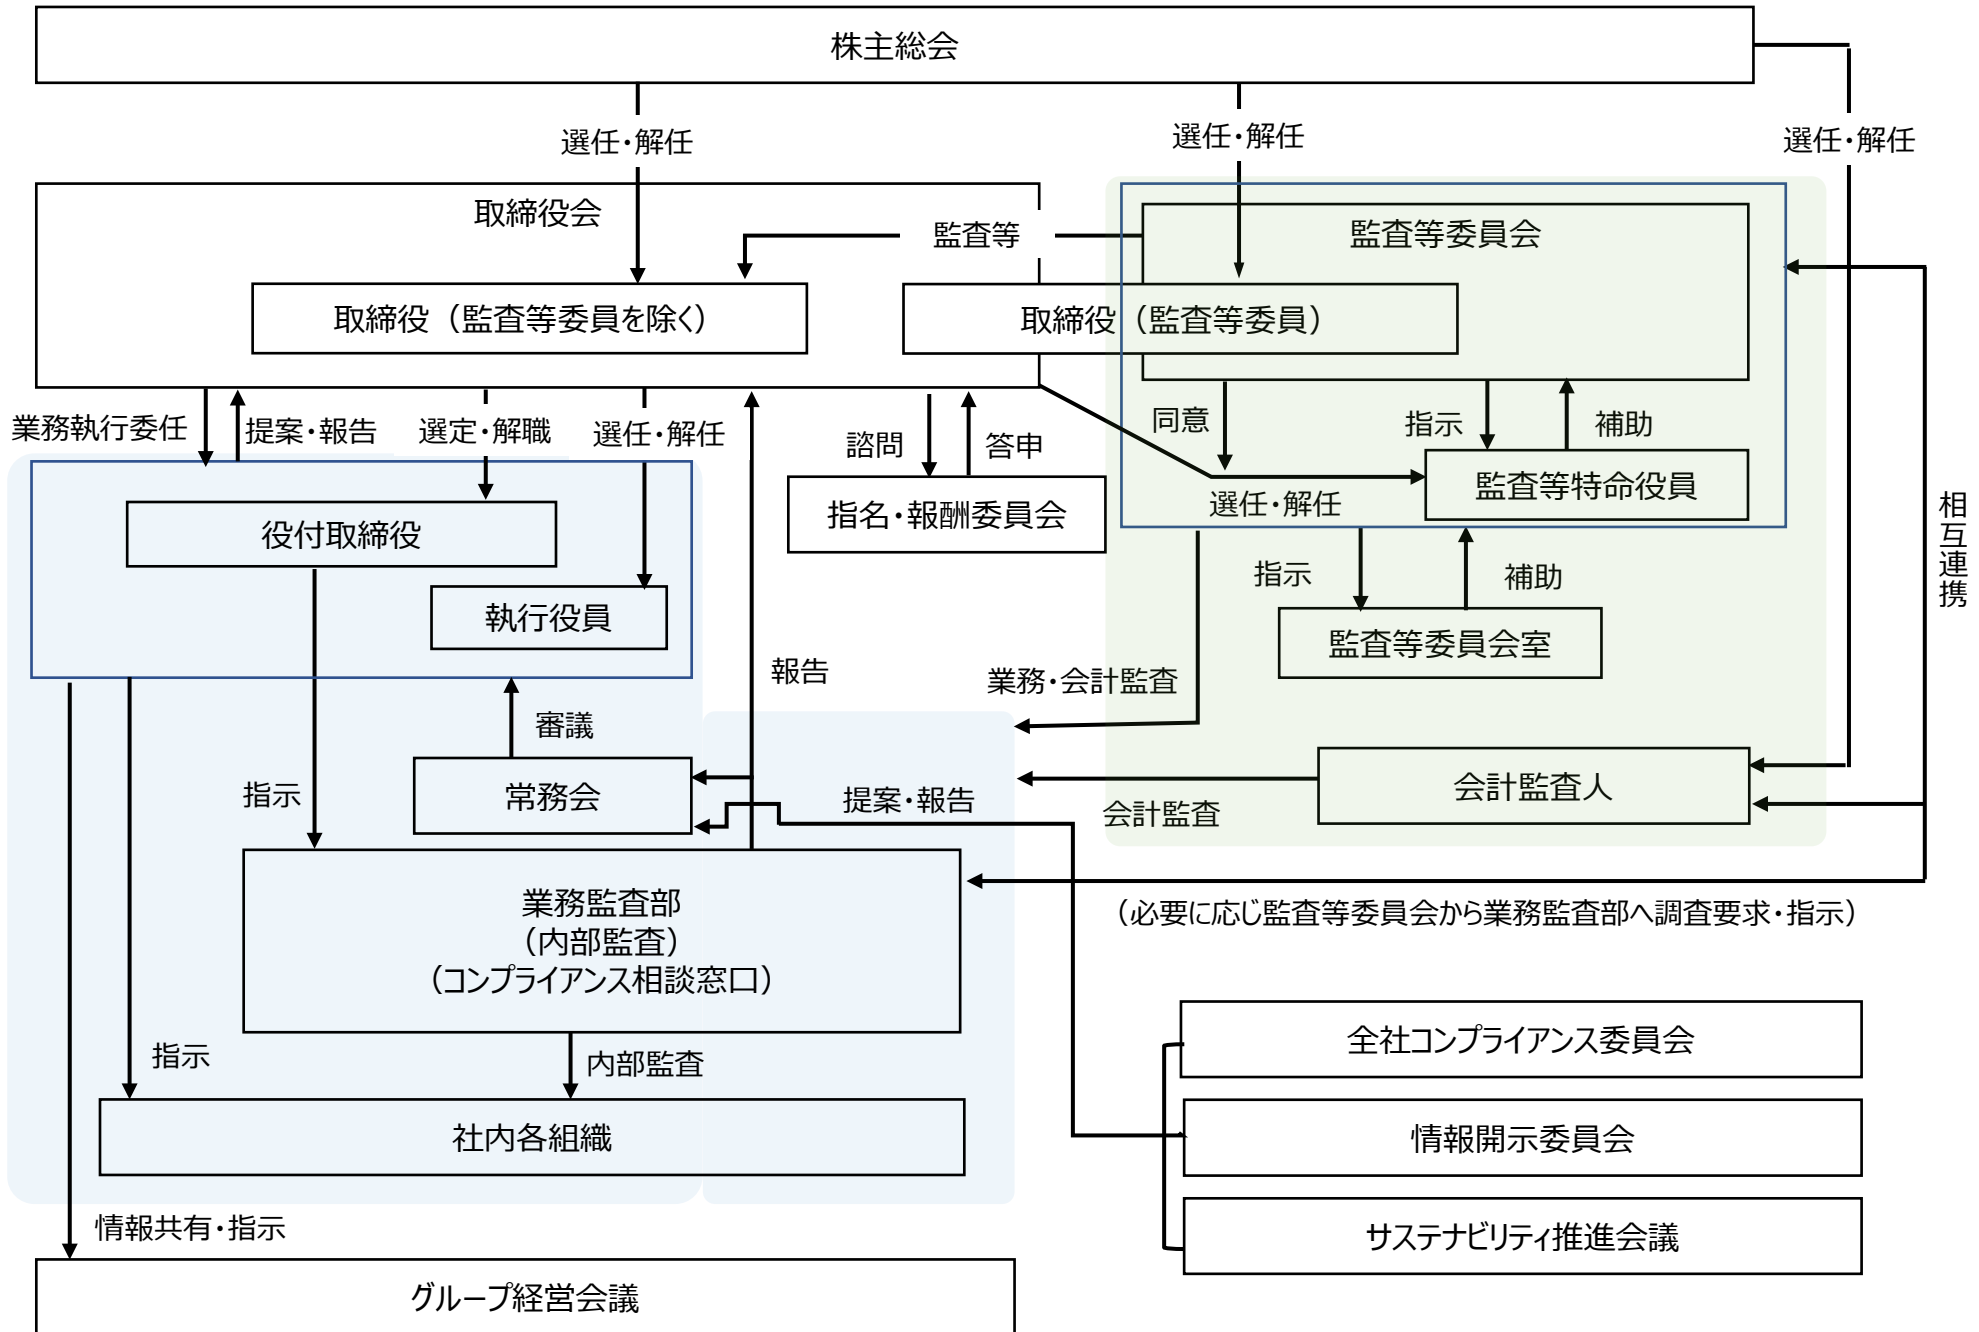 株主総会
選任・解任
選任・解任
選任・解任
取締役会
監査等
監査等委員会
取締役（監査等委員を除く）
取締役（監査等委員）
業務執行委任
提案・報告
選定・解職
選任・解任
諮問
答申
同意
指示
補助
選任・解任
監査等特命役員
指名・報酬委員会
役付取締役
執行役員
相互連携
指示
補助
監査等委員会室
報告
業務・会計監査
審議
指示
常務会
提案・報告
会計監査
会計監査人
業務監査部
（内部監査）
（コンプライアンス相談窓口）
（必要に応じ監査等委員会から業務監査部へ調査要求・指示）
指示
内部監査
社内各組織
全社コンプライアンス委員会
情報開示委員会
サステナビリティ推進会議
情報共有・指示
グループ経営会議